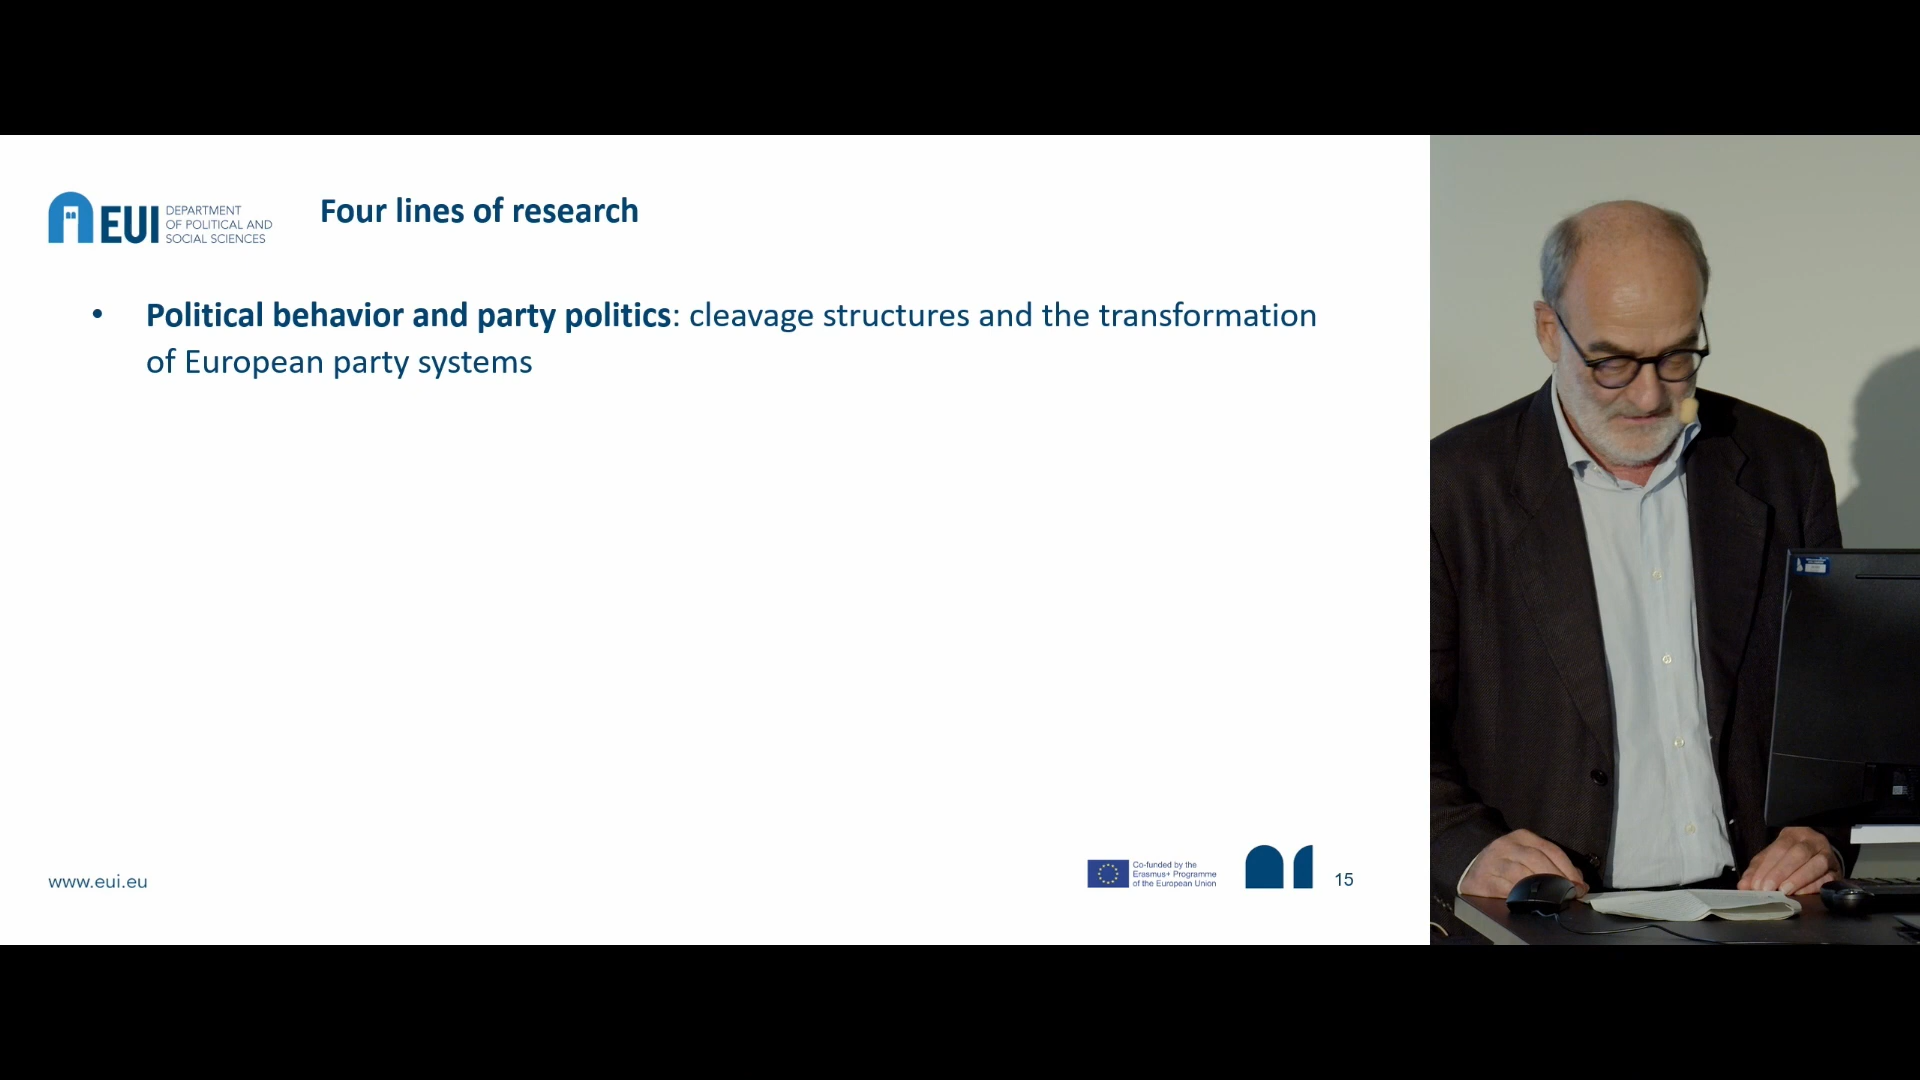 EUI
DEPARTMENT
OF POLITICAL AND
SOCIAL SCIENCES
Four lines of research
• Political behavior and party politics: cleavage structures and the transformation
of European party systems
www.eui.eu
Co-funded by the
Erasmus+ Programme
of the European Union
15